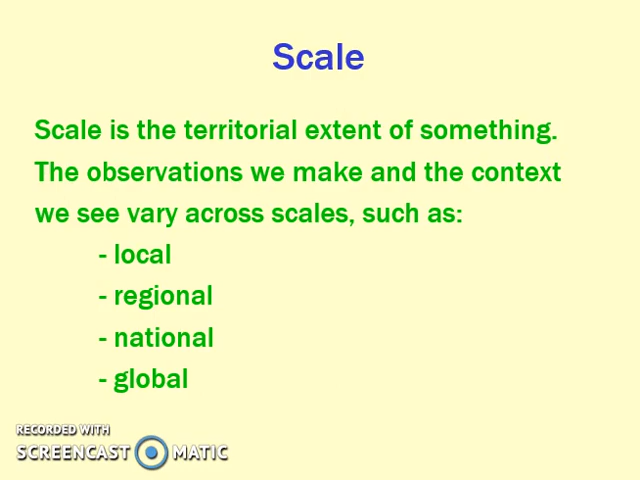 Scale
Scale is the territorial extent of something.
The observations we make and the context
we see vary across scales, such as:
- local
- regional
- national
- global
RECORDED WITH
SCREENCAST MATIC